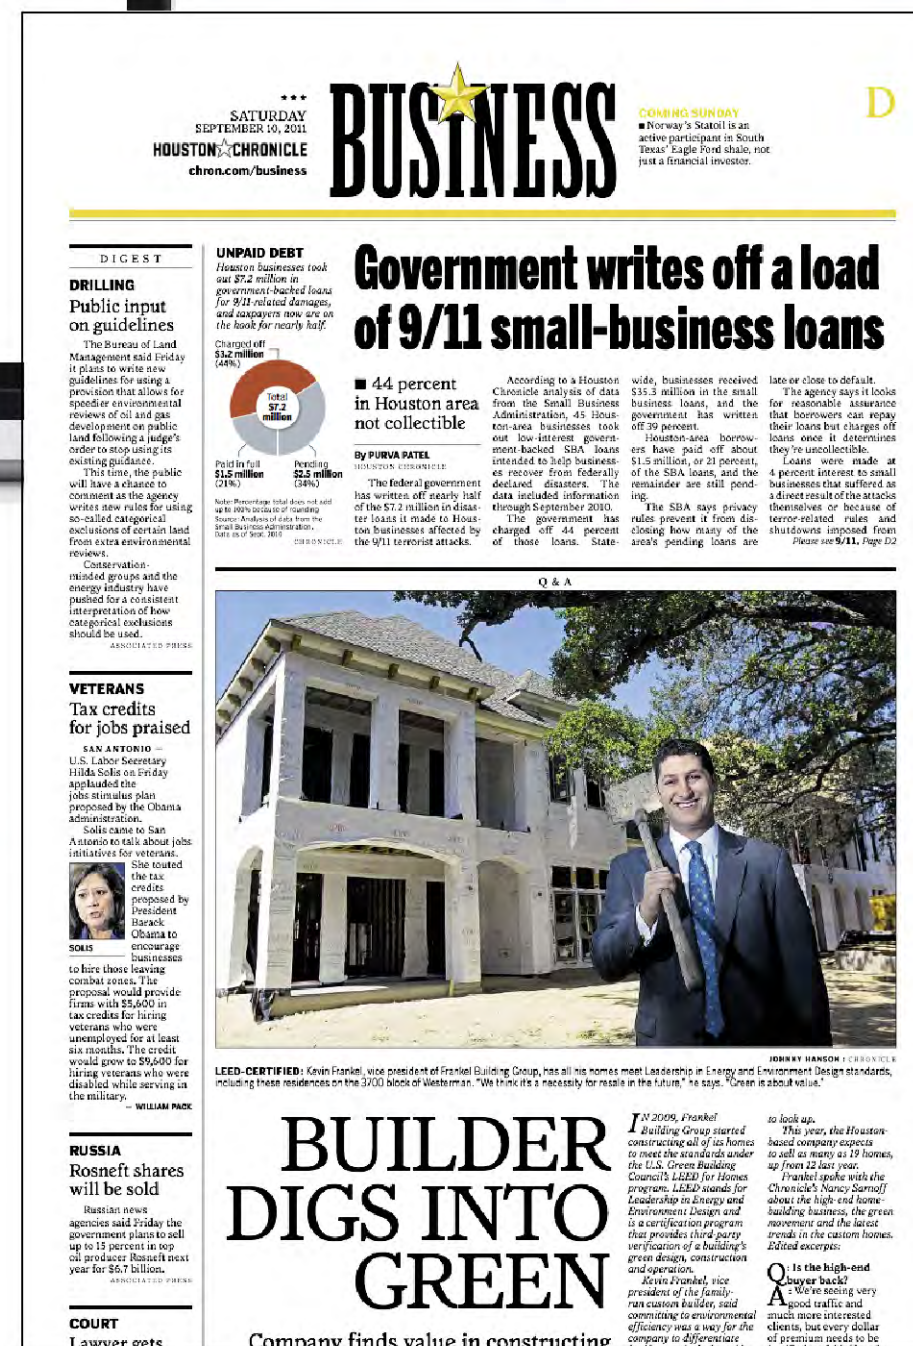 ★★★
SATURDAY
SEPTEMBER 10, 2011
HOUSTON☆CHRONICLE
chron.com/business
BUSINESS
COMING SUNDAY
■ Norway's Statoil is an
active participant in South
Texas' Eagle Ford shale, not
just a financial investor.
D
DIGEST
DRILLING
Public input
on guidelines
The Bureau of Land
Management said Friday
it plans to write new
guidelines for using a
provision that allows for
speedier environmental
reviews of oil and gas
development on public
land following a judge's
order to stop using its
existing guidance.
This time, the public
will have a chance to
comment as the agency
writes new rules for using
so-called categorical
exclusions of certain land
from extra environmental
reviews.
Conservation-
minded groups and the
energy industry have
pushed for a consistent
interpretation of how
categorical exclusions
should be used.
ASSOCIATED PRESS
VETERANS
Tax credits
for jobs praised
SAN ANTONIO —
U.S. Labor Secretary
Hilda Solis on Friday
applauded the
jobs stimulus plan
proposed by the Obama
administration.
Solis came to San
Antonio to talk about jobs
initiatives for veterans.
She touted
the tax
credits
proposed by
President
Barack
Obama to
encourage
businesses
SOLIS
to hire those leaving
combat zones. The
proposal would provide
firms with $5,600 in
tax credits for hiring
veterans who were
unemployed for at least
six months. The credit
would grow to $9,600 for
hiring veterans who were
disabled while serving in
the military.
— WILLIAM PACK
RUSSIA
Rosneft shares
will be sold
Russian news
agencies said Friday the
government plans to sell
up to 15 percent in top
oil producer Rosneft next
year for $6.7 billion.
ASSOCIATED PRESS
COURT
Lawyer gets
UNPAID DEBT
Houston businesses took
out $7.2 million in
government-backed loans
for 9/11-related damages,
and taxpayers now are on
the hook for nearly half.
Charged off
$3.2 million
(44%)
Total
$7.2
million
Paid in full
$1.5 million
(21%)
Pending
$2.5 million
(34%)
Note: Percentage total does not add
up to 100% because of rounding
Source: Analysis of data from the
Small Business Administration.
Data as of Sept. 2010
CHRONICLE
Government writes off a load
of 9/11 small-business loans
■ 44 percent
in Houston area
not collectible
By PURVA PATEL
HOUSTON CHRONICLE
The federal government
has written off nearly half
of the $7.2 million in disas-
ter loans it made to Hous-
ton businesses affected by
the 9/11 terrorist attacks.
According to a Houston
Chronicle analysis of data
from the Small Business
Administration, 45 Hous-
ton-area businesses took
out low-interest govern-
ment-backed SBA loans
intended to help business-
es recover from federally
declared disasters. The
data included information
through September 2010.
The government has
charged off 44 percent
of those loans. State-
wide, businesses received
$35.3 million in the small
business loans, and the
government has written
off 39 percent.
Houston-area borrow-
ers have paid off about
$1.5 million, or 21 percent,
of the SBA loans, and the
remainder are still pend-
ing.
The SBA says privacy
rules prevent it from dis-
closing how many of the
area's pending loans are
late or close to default.
The agency says it looks
for reasonable assurance
that borrowers can repay
their loans but charges off
loans once it determines
they're uncollectible.
Loans were made at
4 percent interest to small
businesses that suffered as
a direct result of the attacks
themselves or because of
terror-related rules and
shutdowns imposed from
Please see 9/11, Page D2
Q & A
JOHNNY HANSON : CHRONICLE
LEED-CERTIFIED: Kevin Frankel, vice president of Frankel Building Group, has all his homes meet Leadership in Energy and Environment Design standards,
including these residences on the 3700 block of Westerman. "We think it's a necessity for resale in the future," he says. "Green is about value."
BUILDER
DIGS INTO
GREEN
Company finds value in constructing
IN 2009, Frankel
Building Group started
constructing all of its homes
to meet the standards under
the U.S. Green Building
Council's LEED for Homes
program. LEED stands for
Leadership in Energy and
Environment Design and
is a certification program
that provides third-party
verification of a building's
green design, construction
and operation.
Kevin Frankel, vice
president of the family-
run custom builder, said
committing to environmental
efficiency was a way for the
company to differentiate
to look up.
This year, the Houston-
based company expects
to sell as many as 19 homes,
up from 12 last year.
Frankel spoke with the
Chronicle's Nancy Sarnoff
about the high-end home-
building business, the green
movement and the latest
trends in the custom homes.
Edited excerpts:
Q: Is the high-end
buyer back?
A: We're seeing very
good traffic and
much more interested
clients, but every dollar
of premium needs to be